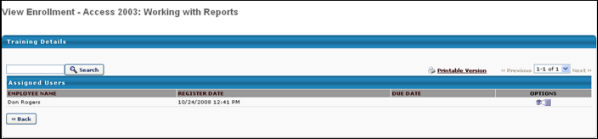 View Enrollment - Access 2003: Working with Reports
Training Details
Search
Printable Version
« Previous 1-1 of 1 Next »
Assigned Users
EMPLOYEE NAME REGISTER DATE DUE DATE OPTIONS
Don Rogers 10/24/2008 12:41 PM
« Back